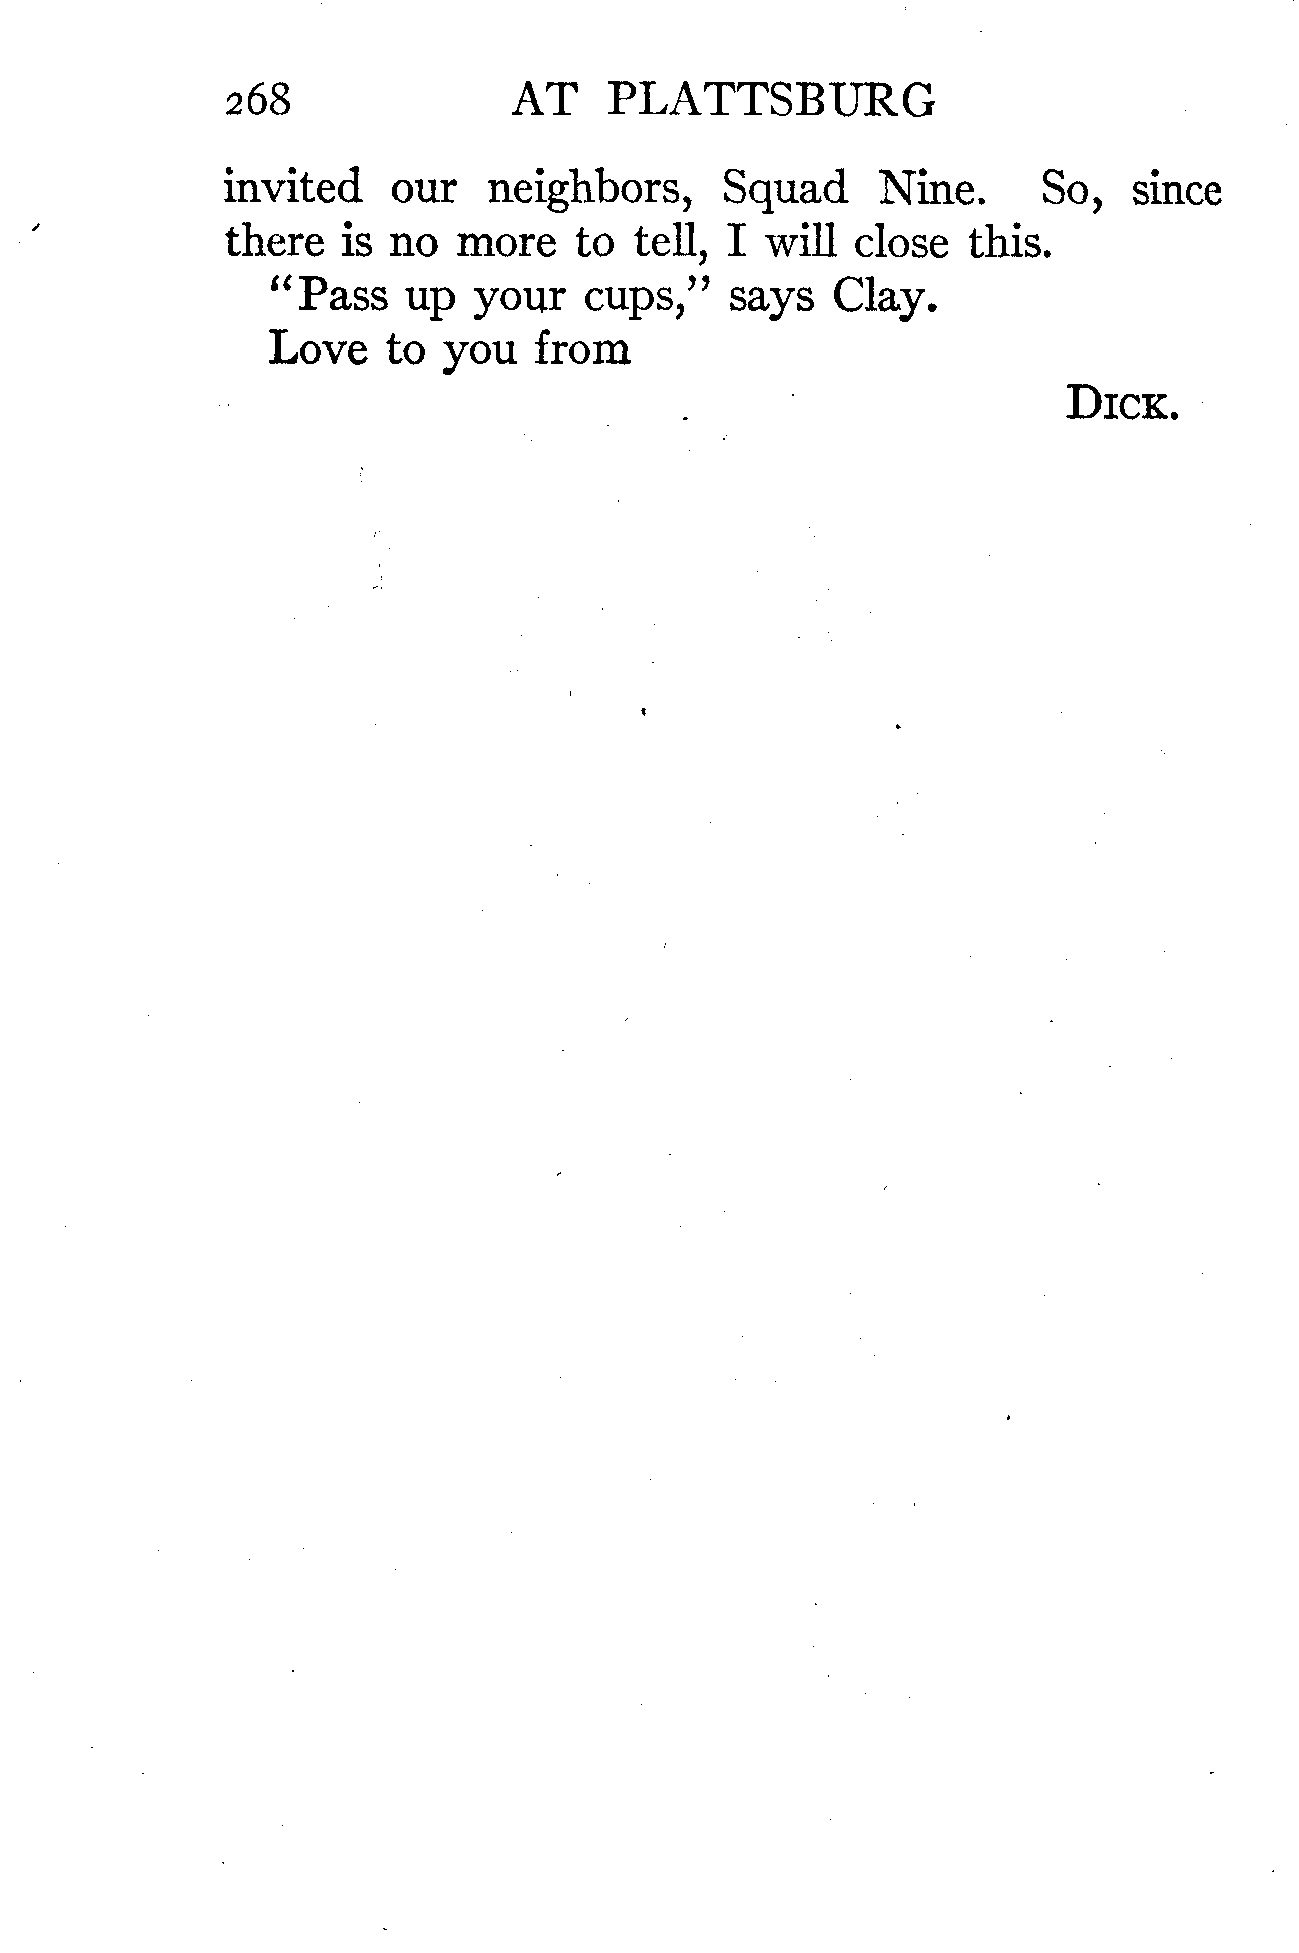 268 AT PLATTSBURG
invited our neighbors, Squad Nine. So, since
there is no more to tell, I will close this.
“Pass up your cups,” says Clay.
Love to you from
DICK.